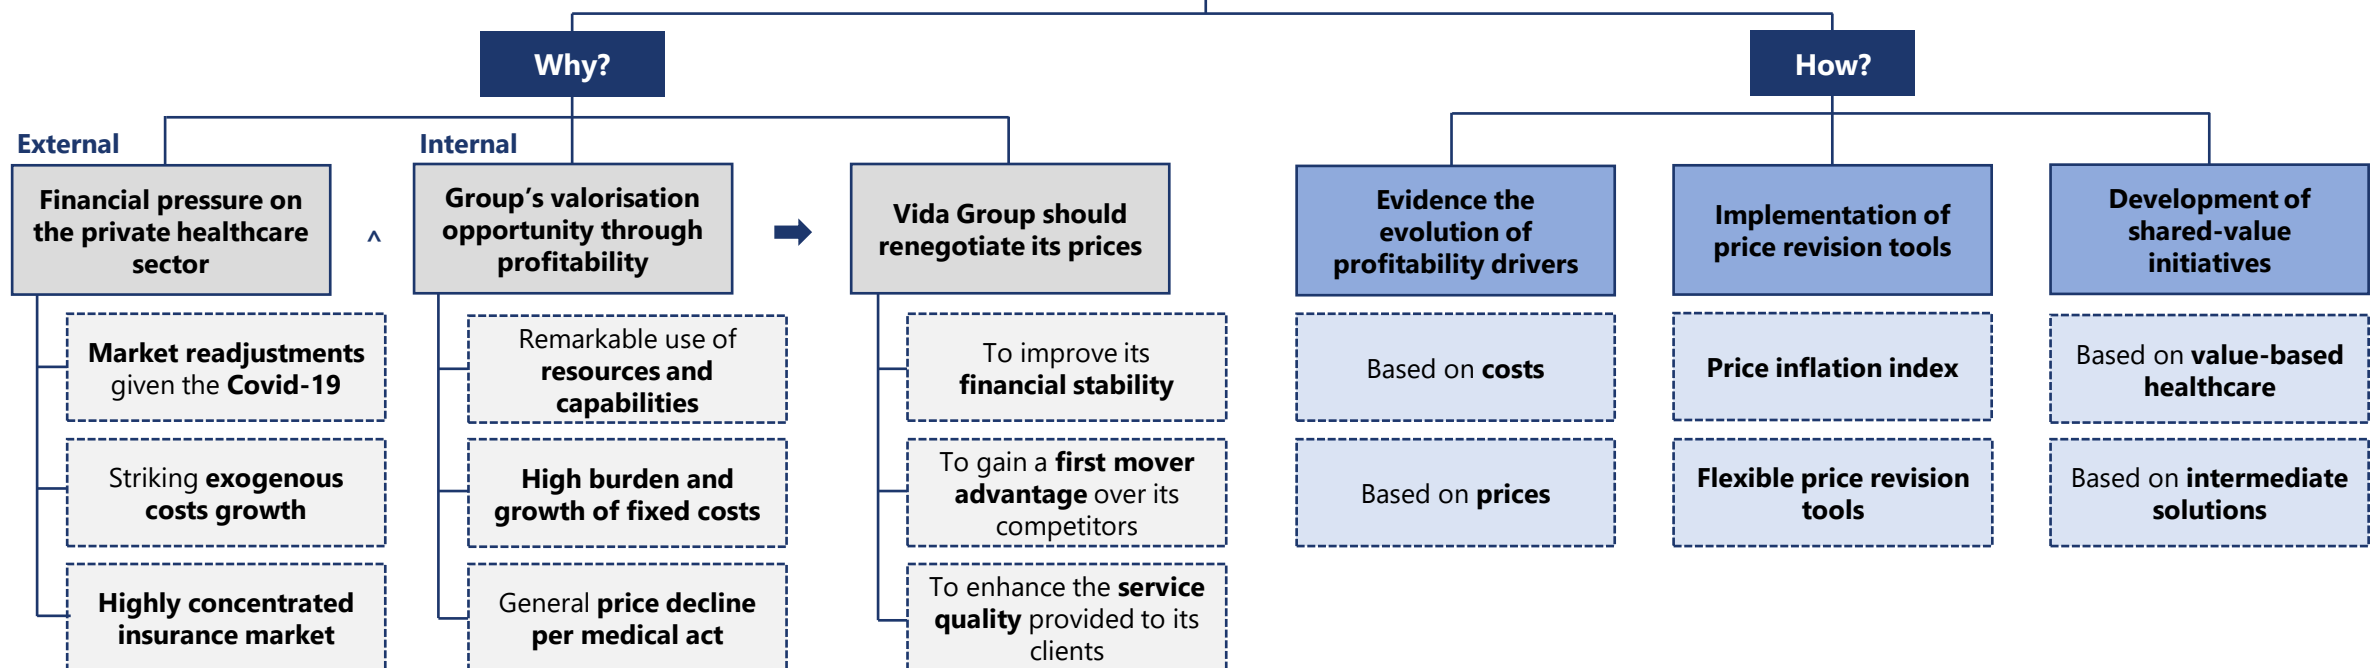 Why?
How?
External
Internal
Financial pressure on
the private healthcare
sector
^
Group’s valorisation
opportunity through
profitability
Vida Group should
renegotiate its prices
Evidence the
evolution of
profitability drivers
Implementation of
price revision tools
Development of
shared-value
initiatives
Market readjustments
given the Covid-19
Striking exogenous
costs growth
Highly concentrated
insurance market
Remarkable use of
resources and
capabilities
High burden and
growth of fixed costs
General price decline
per medical act
To improve its
financial stability
To gain a first mover
advantage over its
competitors
To enhance the service
quality provided to its
clients
Based on costs
Based on prices
Price inflation index
Flexible price revision
tools
Based on value-based
healthcare
Based on intermediate
solutions